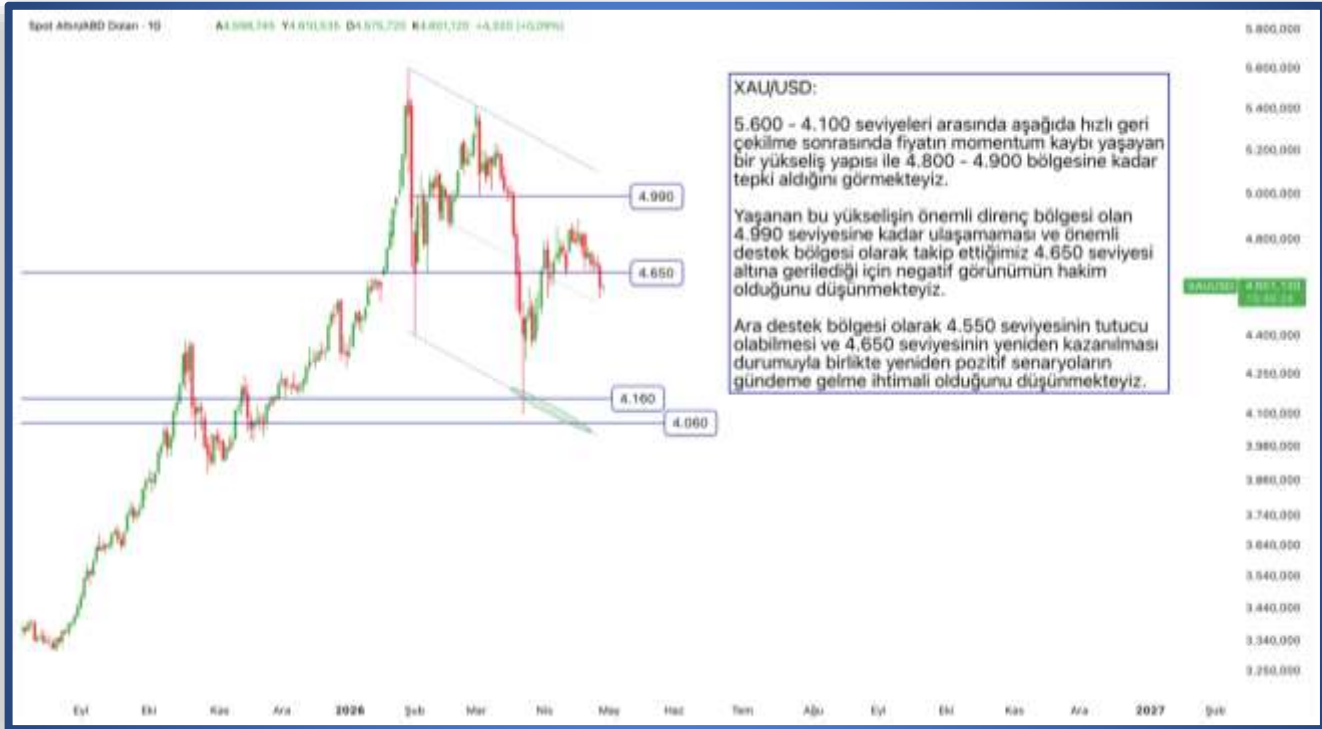 Spot Altın/ABD Doları - 1G
XAU/USD:
5.600 - 4.100 seviyeleri arasında aşağıda hızlı geri
çekilme sonrasında fiyatın momentum kaybı yaşayan
bir yükseliş yapısı ile 4.800 - 4.900 bölgesine kadar
tepki aldığını görmekteyiz.
Yaşanan bu yükselişin önemli direnç bölgesi olan
4.990 seviyesine kadar ulaşamaması ve önemli
destek bölgesi olarak takip ettiğimiz 4.650 seviyesi
altına gerilediği için negatif görünümün hakim
olduğunu düşünmekteyiz.
Ara destek bölgesi olarak 4.550 seviyesinin tutucu
olabilmesi ve 4.650 seviyesinin yeniden kazanılması
durumuyla birlikte yeniden pozitif senaryoların
gündeme gelme ihtimali olduğunu düşünmekteyiz.
4.990
4.650
4.160
4.060
5.800,000
5.600,000
5.400,000
5.200,000
5.000,000
4.800,000
XAUUSD
4.400,000
4.250,000
4.100,000
3.980,000
3.860,000
3.740,000
3.640,000
3.540,000
3.440,000
3.340,000
3.250,000
Eyl Eki Kas Ara 2026 Şub Mar Nis May Haz Tem Ağu Eyl Eki Kas Ara 2027 Şub